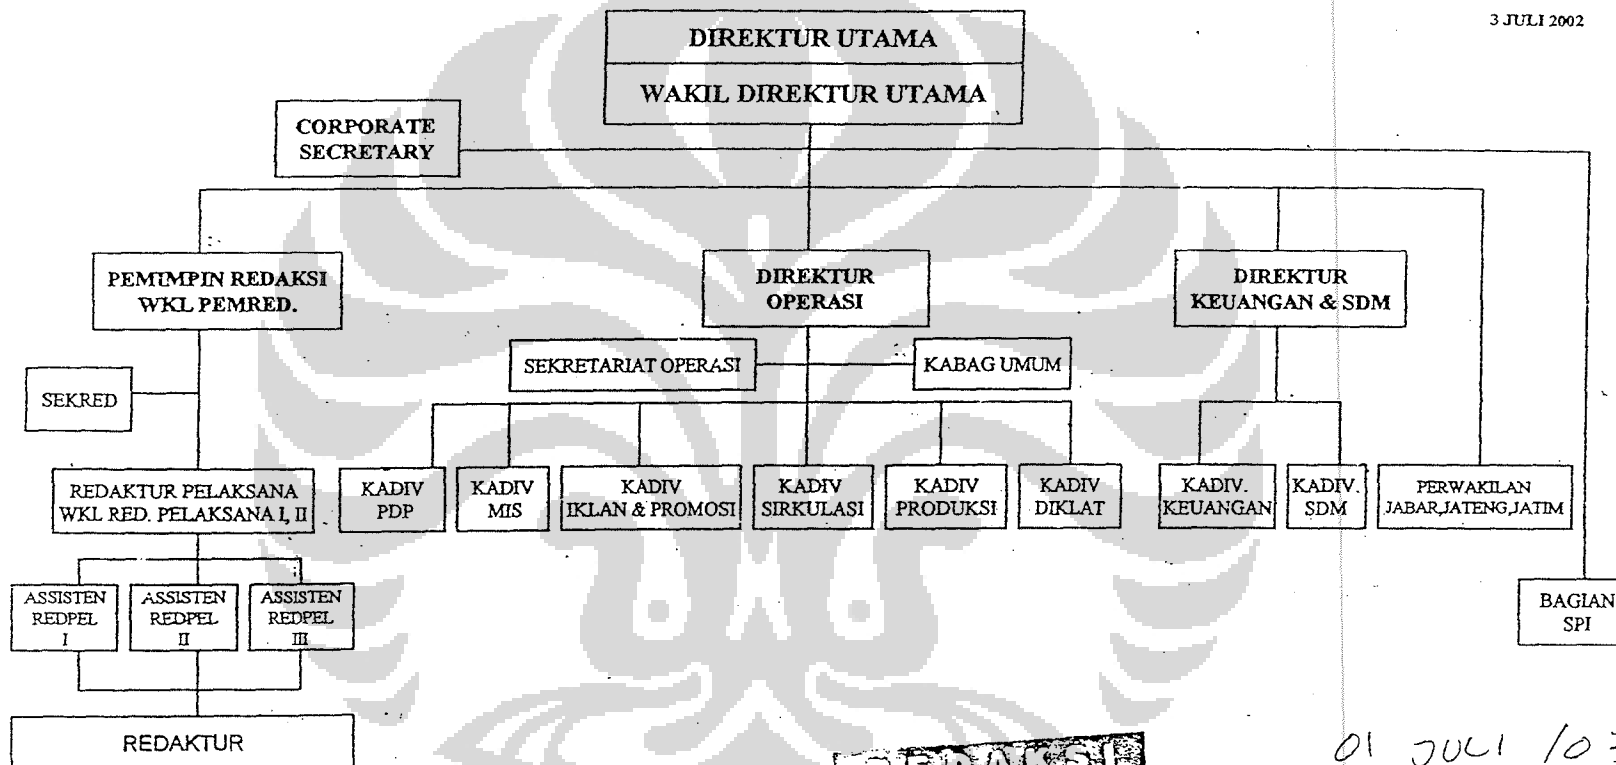 3 JULI 2002
DIREKTUR UTAMA
WAKIL DIREKTUR UTAMA
CORPORATE
SECRETARY
PEMIMPIN REDAKSI
WKL PEMRED.
DIREKTUR
OPERASI
DIREKTUR
KEUANGAN & SDM
SEKRETARIAT OPERASI
KABAG UMUM
SEKRED
REDAKTUR PELAKSANA
WKL RED. PELAKSANA I, II
KADIV
PDP
KADIV
MIS
KADIV
IKLAN & PROMOSI
KADIV
SIRKULASI
KADIV
PRODUKSI
KADIV
DIKLAT
KADIV.
KEUANGAN
KADIV.
SDM
PERWAKILAN
JABAR,JATENG,JATIM
ASSISTEN
REDPEL
I
ASSISTEN
REDPEL
II
ASSISTEN
REDPEL
III
BAGIAN
SPI
REDAKTUR
REDAKSI
01 JULI /03